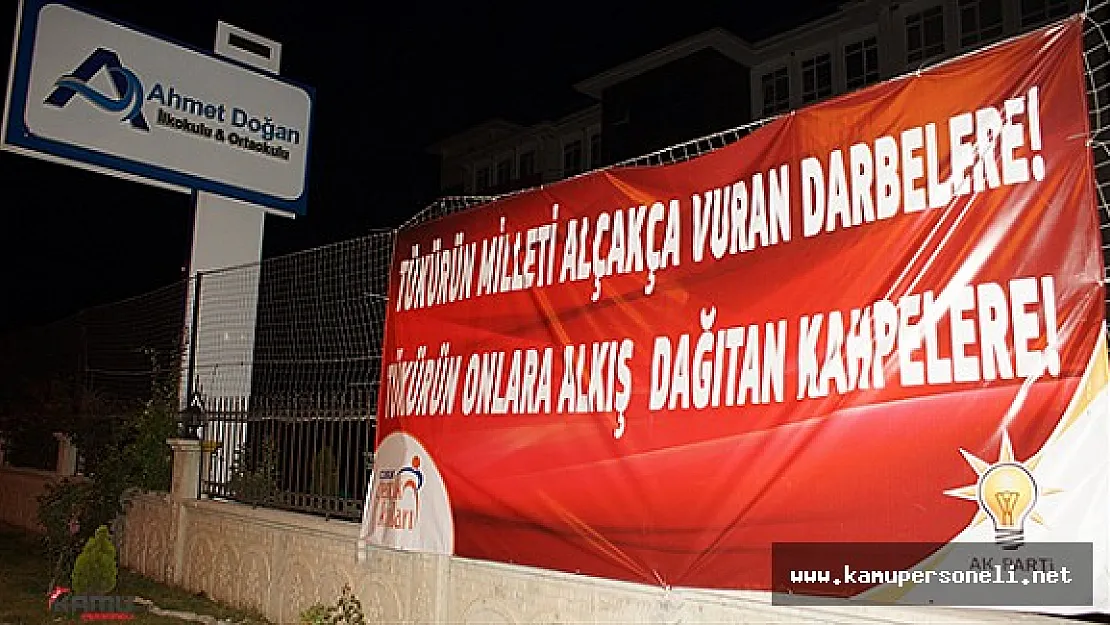 Ahmet Doğan
İlkokulu & Ortaokulu
TÜKÜRÜN MİLLETİ ALÇAKÇA VURAN DARBELERE!
TÜKÜRÜN ONLARA ALKIŞ DAĞITAN KAHPELERE!
AK PARTİ
www.kamupersoneli.net
KAMU